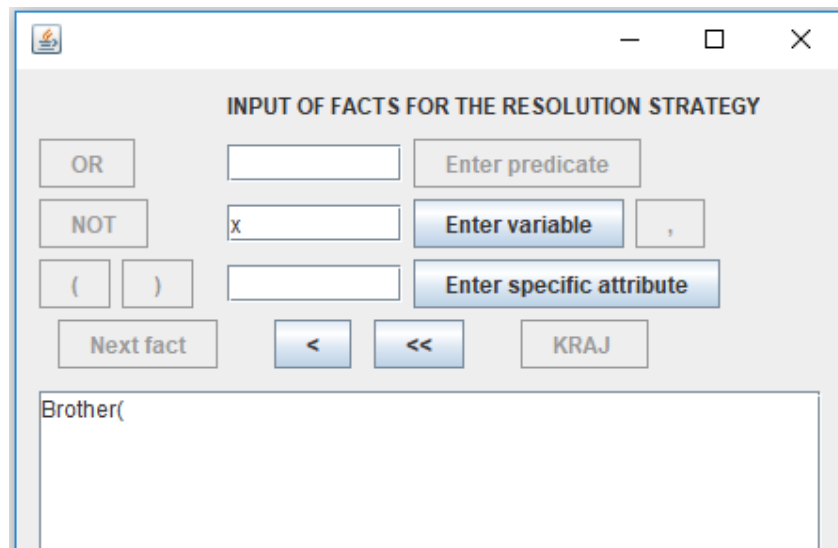 INPUT OF FACTS FOR THE RESOLUTION STRATEGY
OR Enter predicate
NOT x Enter variable ,
( ) Enter specific attribute
Next fact < << KRAJ
Brother(